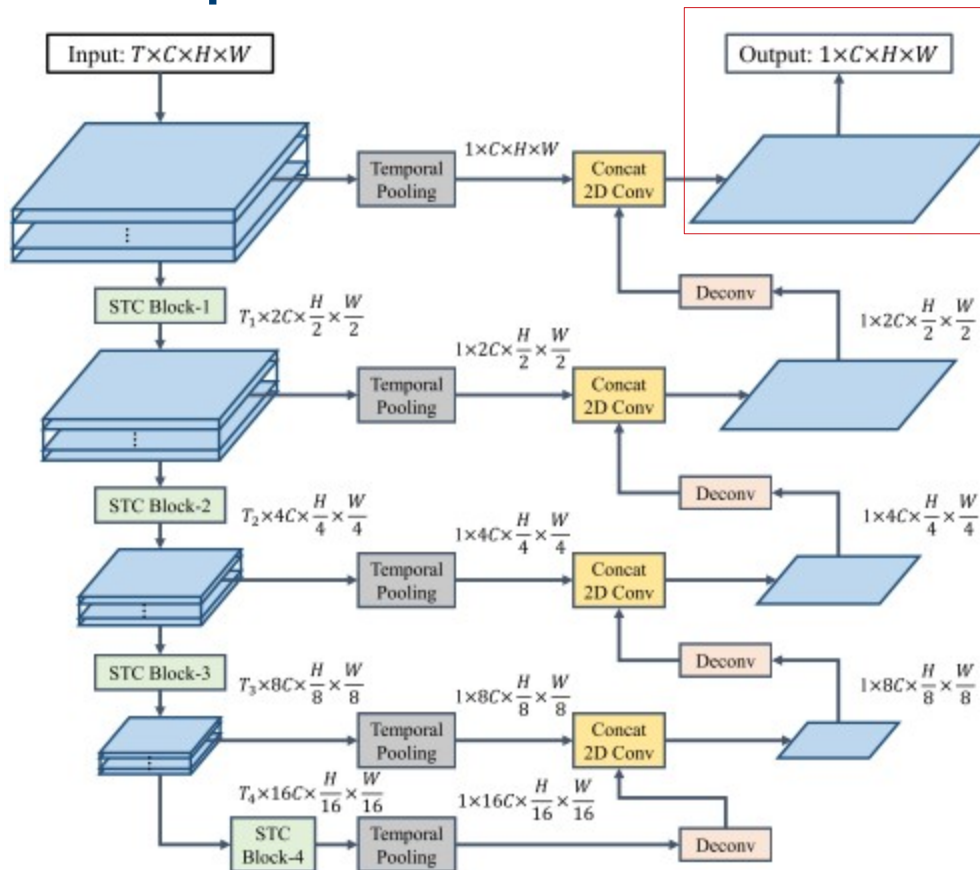 Input: T×C×H×W
Output: 1×C×H×W
Temporal
Pooling
1×C×H×W
Concat
2D Conv
⋮
STC Block-1
T₁×2C×H/2×W/2
Deconv
1×2C×H/2×W/2
1×2C×H/2×W/2
Temporal
Pooling
Concat
2D Conv
⋮
STC Block-2
T₂×4C×H/4×W/4
1×4C×H/4×W/4
Deconv
1×4C×H/4×W/4
Temporal
Pooling
Concat
2D Conv
⋮
STC Block-3
T₃×8C×H/8×W/8
1×8C×H/8×W/8
Deconv
1×8C×H/8×W/8
Temporal
Pooling
Concat
2D Conv
⋮
T₄×16C×H/16×W/16
1×16C×H/16×W/16
STC
Block-4
Temporal
Pooling
Deconv